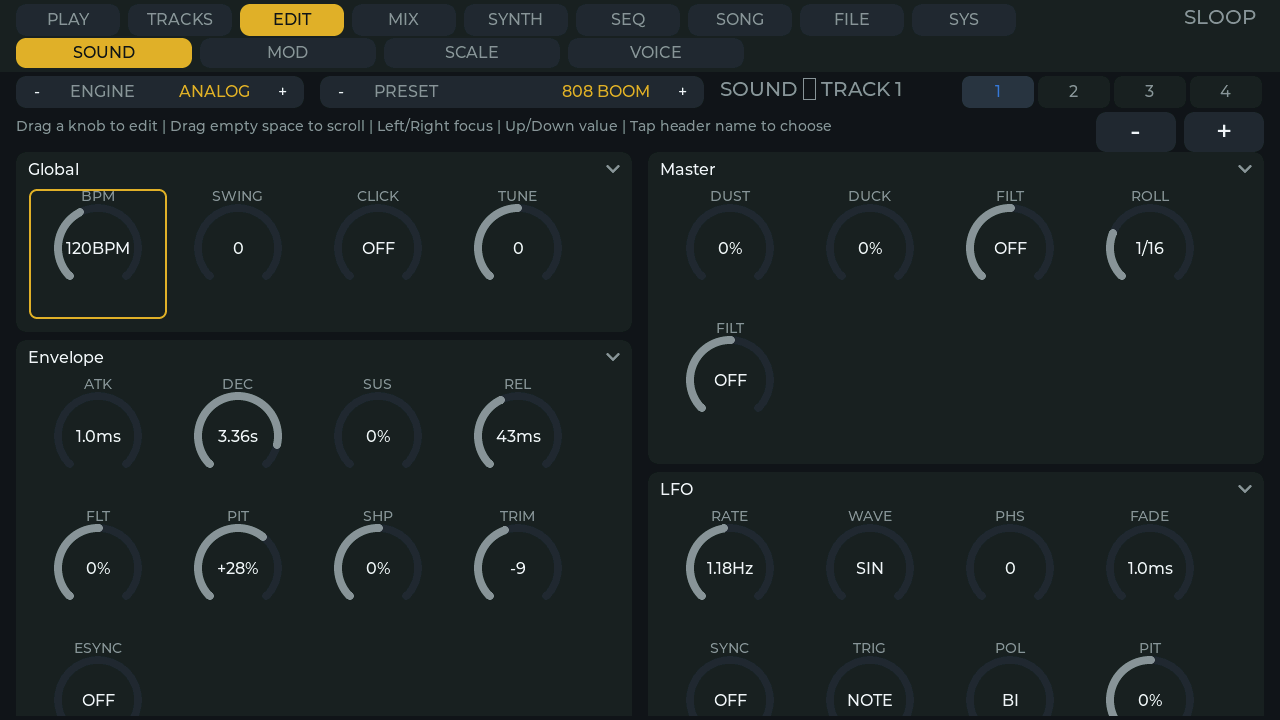 PLAY TRACKS EDIT MIX SYNTH SEQ SONG FILE SYS SLOOP
SOUND MOD SCALE VOICE
- ENGINE ANALOG + - PRESET 808 BOOM + SOUND TRACK 1 1 2 3 4
Drag a knob to edit | Drag empty space to scroll | Left/Right focus | Up/Down value | Tap header name to choose
- +
Global
BPM SWING CLICK TUNE
120BPM 0 OFF 0
Master
DUST DUCK FILT ROLL
0% 0% OFF 1/16
FILT
OFF
Envelope
ATK DEC SUS REL
1.0ms 3.36s 0% 43ms
FLT PIT SHP TRIM
0% +28% 0% -9
ESYNC
OFF
LFO
RATE WAVE PHS FADE
1.18Hz SIN 0 1.0ms
SYNC TRIG POL PIT
OFF NOTE BI 0%